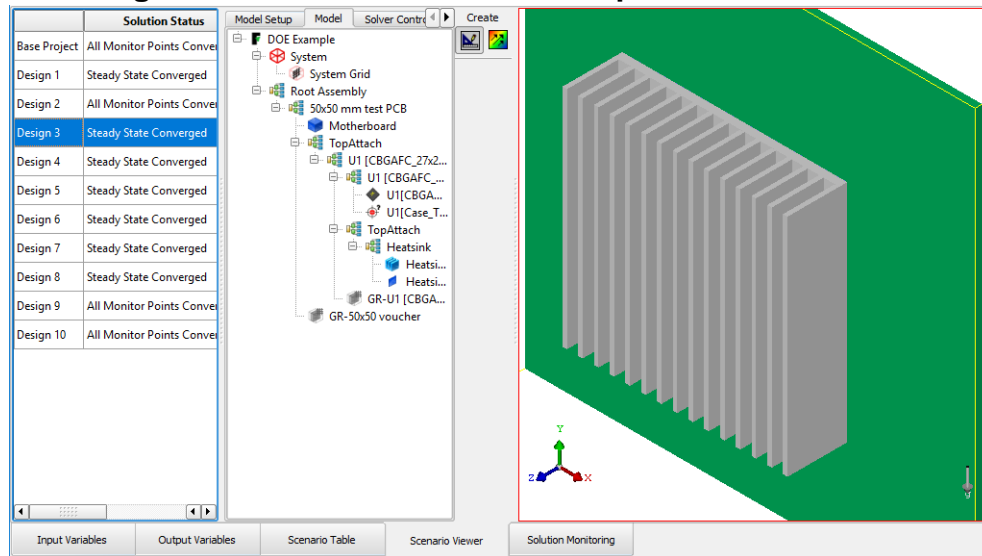 Solution Status
Base Project All Monitor Points Conver
Design 1 Steady State Converged
Design 2 All Monitor Points Conver
Design 3 Steady State Converged
Design 4 Steady State Converged
Design 5 Steady State Converged
Design 6 Steady State Converged
Design 7 Steady State Converged
Design 8 Steady State Converged
Design 9 All Monitor Points Conver
Design 10 All Monitor Points Conver
Model Setup Model Solver Contro
DOE Example
System
System Grid
Root Assembly
50x50 mm test PCB
Motherboard
TopAttach
U1 [CBGAFC_27x2...
U1 [CBGAFC_...
U1[CBGA...
U1[Case_T...
TopAttach
Heatsink
Heatsi...
Heatsi...
GR-U1 [CBGA...
GR-50x50 voucher
Create
Y
Z X
g
Input Variables Output Variables Scenario Table Scenario Viewer Solution Monitoring